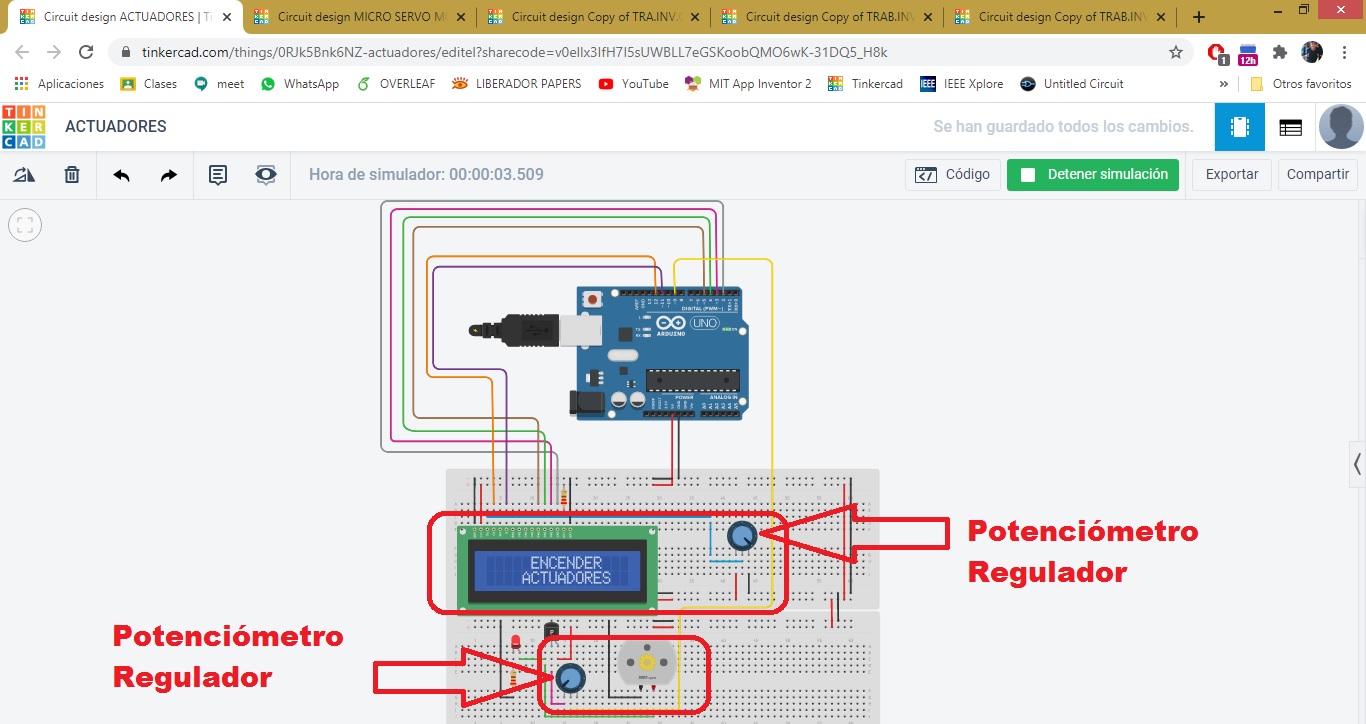 Circuit design ACTUADORES | Ti
Circuit design MICRO SERVO M
Circuit design Copy of TRA.INV.
Circuit design Copy of TRAB.INV
Circuit design Copy of TRAB.INV
tinkercad.com/things/0RJk5Bnk6NZ-actuadores/editel?sharecode=v0eIlx3IfH7I5sUWBLL7eGSKoobQMO6wK-31DQ5_H8k
1
12h
Aplicaciones
Clases
meet
WhatsApp
OVERLEAF
LIBERADOR PAPERS
YouTube
MIT App Inventor 2
Tinkercad
IEEE Xplore
Untitled Circuit
»
Otros favoritos
TIN
KER
CAD
ACTUADORES
Se han guardado todos los cambios.
Hora de simulador: 00:00:03.509
Código
Detener simulación
Exportar
Compartir
DIGITAL (PWM~)
UNO
ARDUINO
POWER
ANALOG IN
ENCENDER
ACTUADORES
Potenciómetro
Regulador
Potenciómetro
Regulador